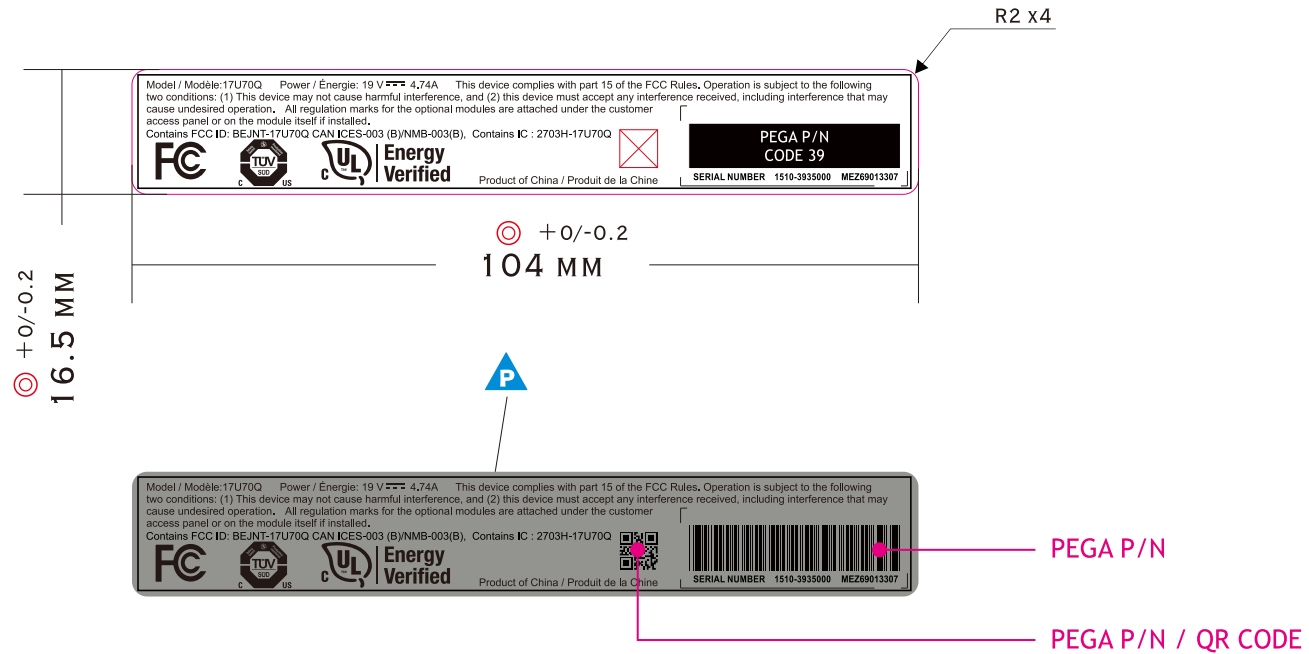 R2 x4
Model / Modèle:17U70Q Power / Énergie: 19 V 4.74A This device complies with part 15 of the FCC Rules. Operation is subject to the following
two conditions: (1) This device may not cause harmful interference, and (2) this device must accept any interference received, including interference that may
cause undesired operation. All regulation marks for the optional modules are attached under the customer
access panel or on the module itself if installed.
Contains FCC ID: BEJNT-17U70Q CAN ICES-003 (B)/NMB-003(B), Contains IC : 2703H-17U70Q
PEGA P/N
CODE 39
FC
TÜV
SÜD
C US
UL
C
Energy
Verified
Product of China / Produit de la Chine
SERIAL NUMBER 1510-3935000 MEZ69013307
+0/-0.2
104 MM
+0/-0.2
16.5 MM
P
Model / Modèle:17U70Q Power / Énergie: 19 V 4.74A This device complies with part 15 of the FCC Rules. Operation is subject to the following
two conditions: (1) This device may not cause harmful interference, and (2) this device must accept any interference received, including interference that may
cause undesired operation. All regulation marks for the optional modules are attached under the customer
access panel or on the module itself if installed.
Contains FCC ID: BEJNT-17U70Q CAN ICES-003 (B)/NMB-003(B), Contains IC : 2703H-17U70Q
FC
TÜV
SÜD
C US
UL
C
Energy
Verified
Product of China / Produit de la Chine
SERIAL NUMBER 1510-3935000 MEZ69013307
PEGA P/N
PEGA P/N / QR CODE